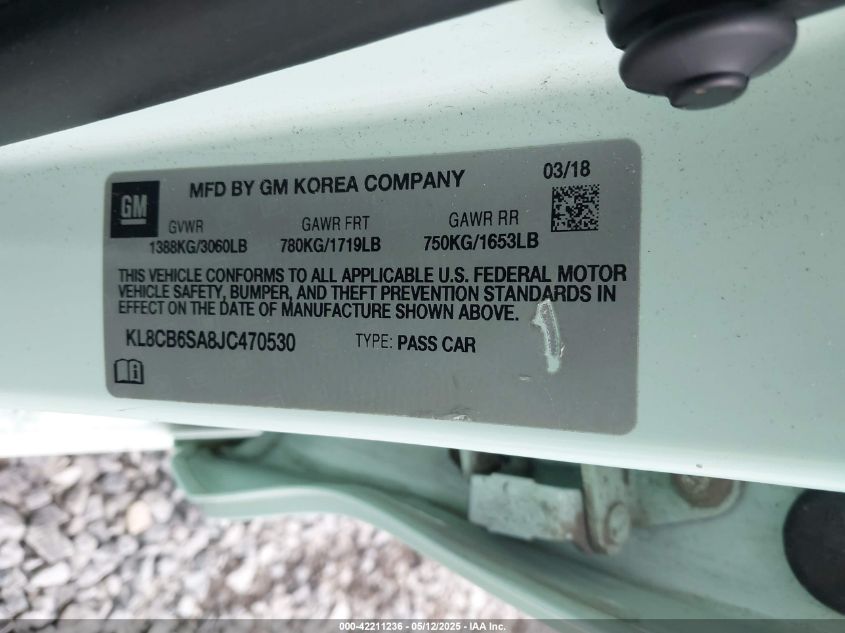 MFD BY GM KOREA COMPANY 03/18
GM
GVWR GAWR FRT GAWR RR
1388KG/3060LB 780KG/1719LB 750KG/1653LB
THIS VEHICLE CONFORMS TO ALL APPLICABLE U.S. FEDERAL MOTOR
VEHICLE SAFETY, BUMPER, AND THEFT PREVENTION STANDARDS IN
EFFECT ON THE DATE OF MANUFACTURE SHOWN ABOVE.
KL8CB6SA8JC470530 TYPE: PASS CAR
000-42211236 - 05/12/2025 - IAA Inc.